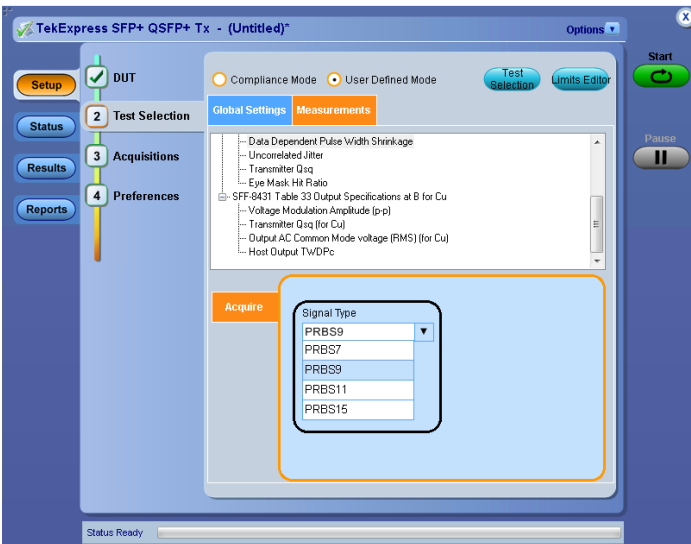 TekExpress SFP+ QSFP+ Tx - (Untitled)*
Options
x
Start
Setup
DUT
Compliance Mode
User Defined Mode
Test Selection
Limits Editor
2 Test Selection
Global Settings
Measurements
Status
Pause
Data Dependent Pulse Width Shrinkage
3 Acquisitions
Uncorrelated Jitter
Results
Transmitter Qsq
Eye Mask Hit Ratio
4 Preferences
SFF-8431 Table 33 Output Specifications at B for Cu
Reports
Voltage Modulation Amplitude (p-p)
Transmitter Qsq (for Cu)
Output AC Common Mode voltage (RMS) (for Cu)
Host Output TWDPc
Acquire
Signal Type
PRBS9
PRBS7
PRBS9
PRBS11
PRBS15
Status Ready